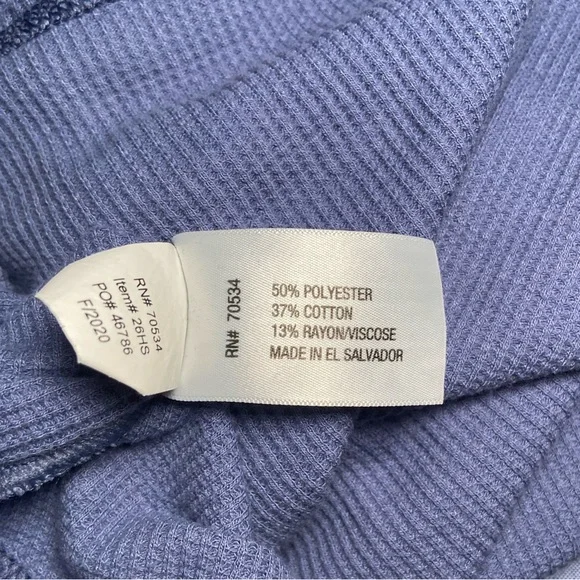 RN# 70534
Item# 26HS
PO# 46786
F/2020
RN# 70534
50% POLYESTER
37% COTTON
13% RAYON/VISCOSE
MADE IN EL SALVADOR